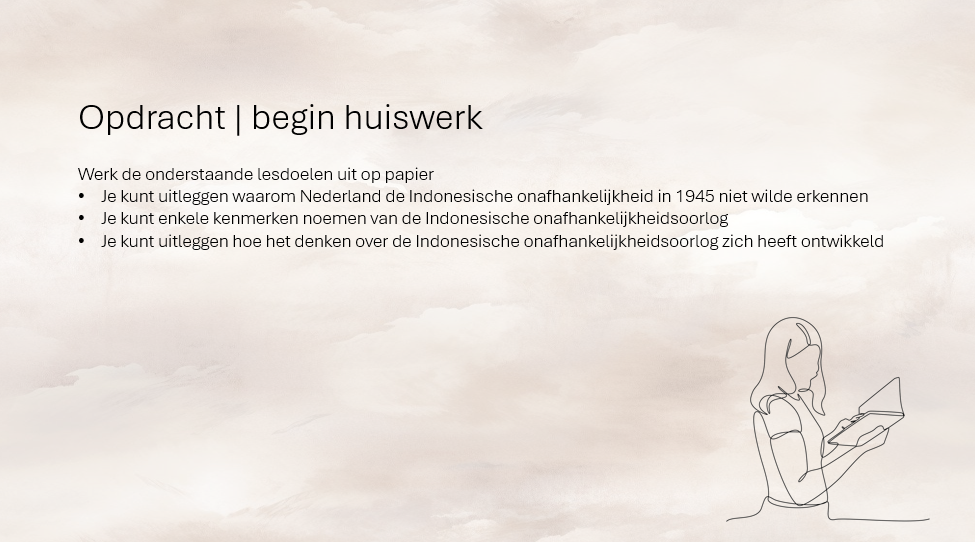 Opdracht | begin huiswerk
Werk de onderstaande lesdoelen uit op papier
• Je kunt uitleggen waarom Nederland de Indonesische onafhankelijkheid in 1945 niet wilde erkennen
• Je kunt enkele kenmerken noemen van de Indonesische onafhankelijkheidsoorlog
• Je kunt uitleggen hoe het denken over de Indonesische onafhankelijkheidsoorlog zich heeft ontwikkeld